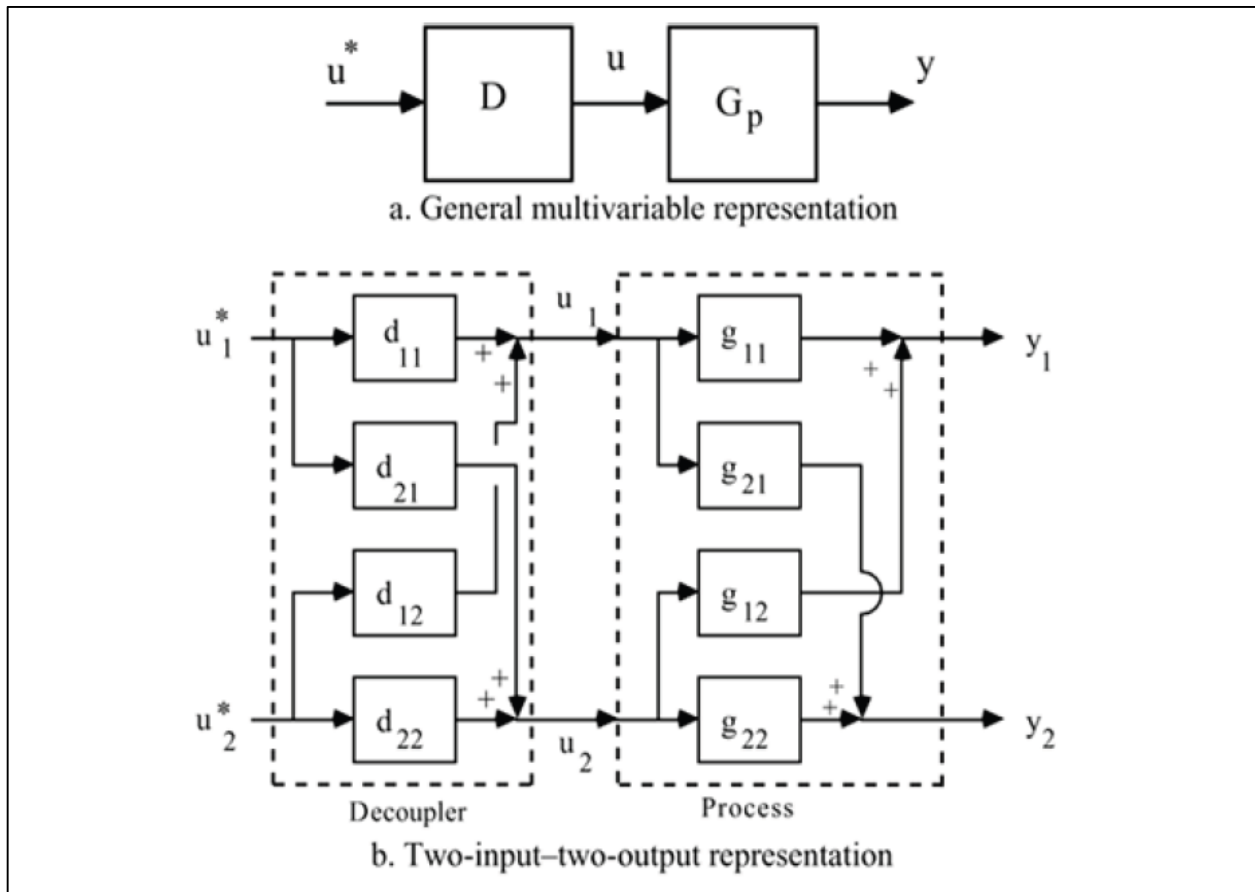 u* D u G_p y
a. General multivariable representation
u*_1 d_11 + + u_1 g_11 + + y_1
d_21 g_21
d_12 g_12
u*_2 d_22 + + u_2 g_22 + + y_2
Decoupler Process
b. Two-input–two-output representation